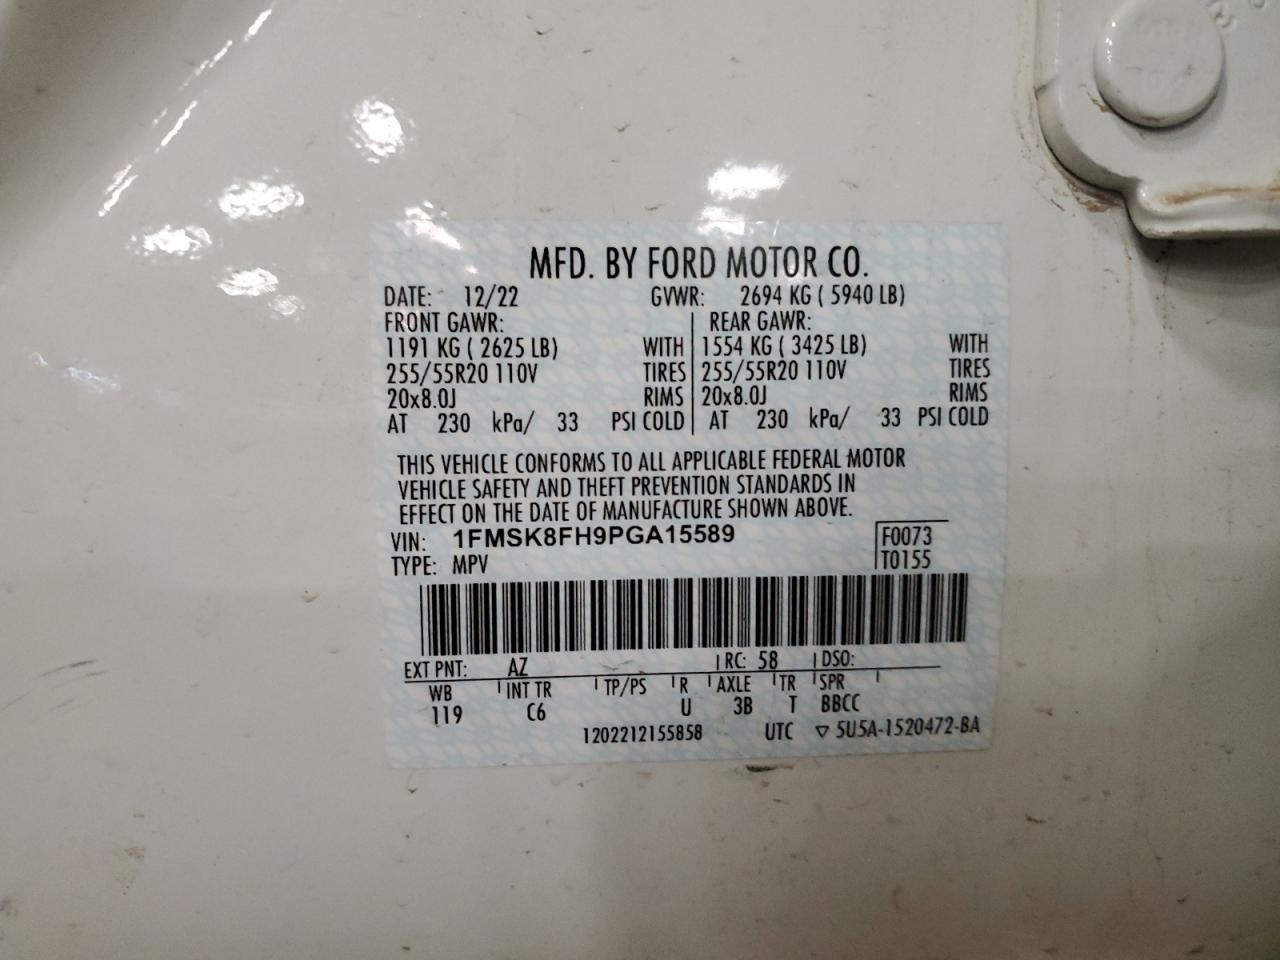 MFD. BY FORD MOTOR CO.
DATE: 12/22 GVWR: 2694 KG ( 5940 LB)
FRONT GAWR: REAR GAWR:
1191 KG ( 2625 LB) WITH 1554 KG ( 3425 LB) WITH
255/55R20 110V TIRES 255/55R20 110V TIRES
20x8.0J RIMS 20x8.0J RIMS
AT 230 kPa/ 33 PSI COLD AT 230 kPa/ 33 PSI COLD
THIS VEHICLE CONFORMS TO ALL APPLICABLE FEDERAL MOTOR
VEHICLE SAFETY AND THEFT PREVENTION STANDARDS IN
EFFECT ON THE DATE OF MANUFACTURE SHOWN ABOVE.
VIN: 1FMSK8FH9PGA15589 F0073
TYPE: MPV T0155
EXT PNT: AZ RC: 58 DSO:
WB INT TR TP/PS R AXLE TR SPR
119 C6 U 3B T BBCC
1202212155858 UTC ▽ 5U5A-1520472-BA